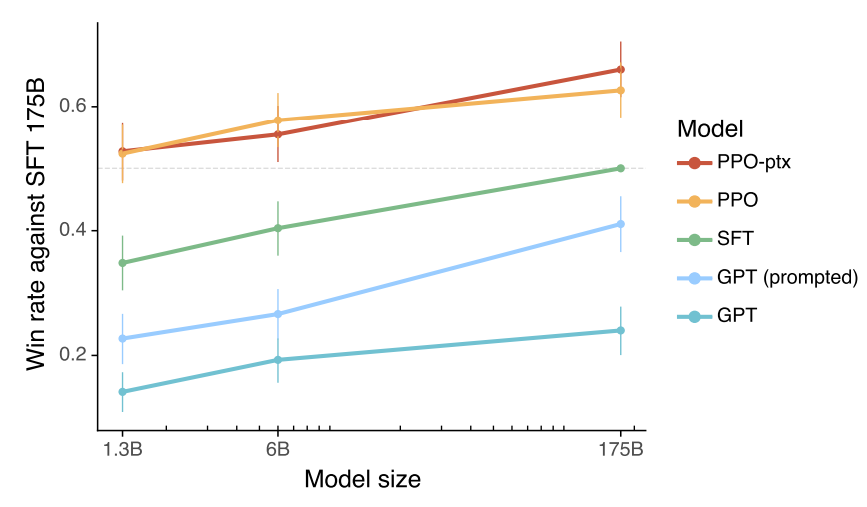 Win rate against SFT 175B
0.6
0.4
0.2
1.3B
6B
175B
Model size
Model
PPO-ptx
PPO
SFT
GPT (prompted)
GPT